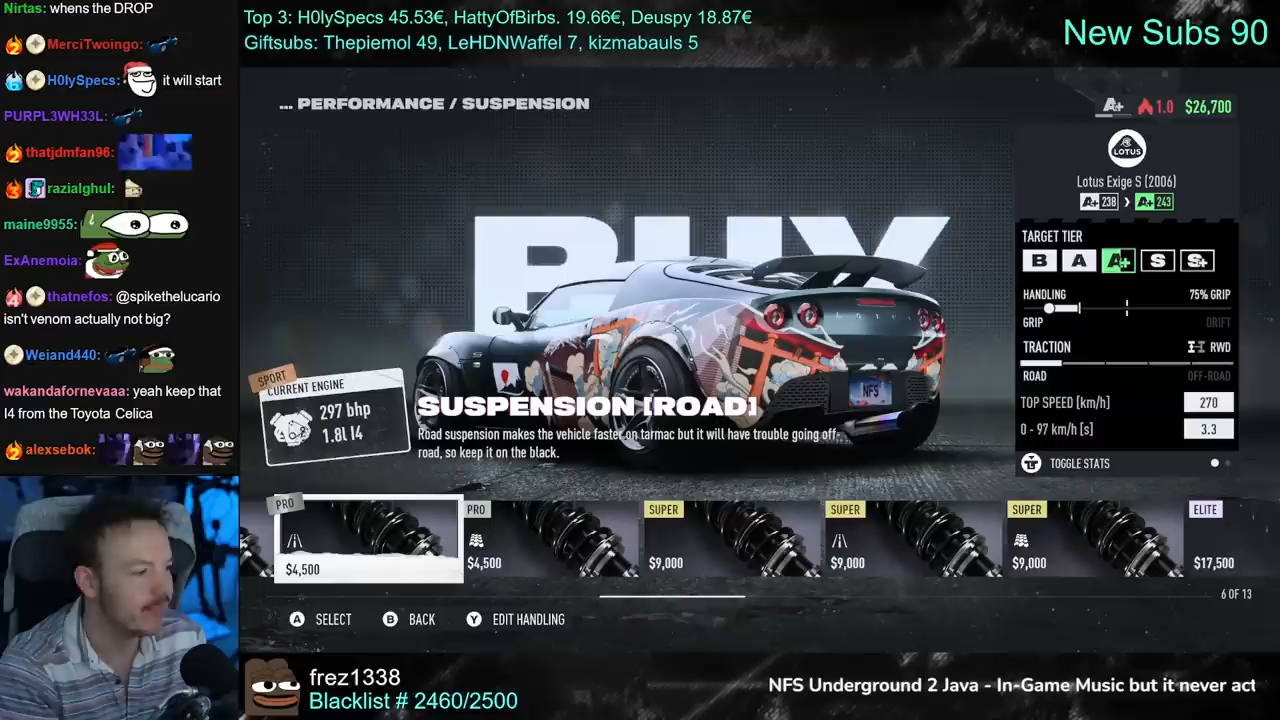 Nirtas: whens the DROP
MerciTwoingo:
H0lySpecs: it will start
PURPL3WH33L:
thatjdmfan96:
razialghul:
maine9955:
ExAnemoia:
thatnefos: @spikethelucario
isn't venom actually not big?
Weiand440:
wakandafornevaaa: yeah keep that
I4 from the Toyota Celica
alexsebok:
Top 3: H0lySpecs 45.53€, HattyOfBirbs. 19.66€, Deuspy 18.87€
Giftsubs: Thepiemol 49, LeHDNWaffel 7, kizmabauls 5
New Subs 90
... PERFORMANCE / SUSPENSION
A+ 1.0 $26,700
LOTUS
Lotus Exige S (2006)
A+ 238 › A+ 243
TARGET TIER
B A A+ S S+
HANDLING 75% GRIP
GRIP DRIFT
TRACTION RWD
ROAD OFF-ROAD
TOP SPEED [km/h] 270
0 - 97 km/h [s] 3.3
TOGGLE STATS
BUY
LOTUS
NFS
SPORT
CURRENT ENGINE
297 bhp
1.8l I4
SUSPENSION [ROAD]
Road suspension makes the vehicle faster on tarmac but it will have trouble going off-
road, so keep it on the black.
PRO
$4,500
PRO
$4,500
SUPER
$9,000
SUPER
$9,000
SUPER
$9,000
ELITE
$17,500
6 OF 13
A SELECT B BACK Y EDIT HANDLING
frez1338
Blacklist # 2460/2500
NFS Underground 2 Java - In-Game Music but it never act